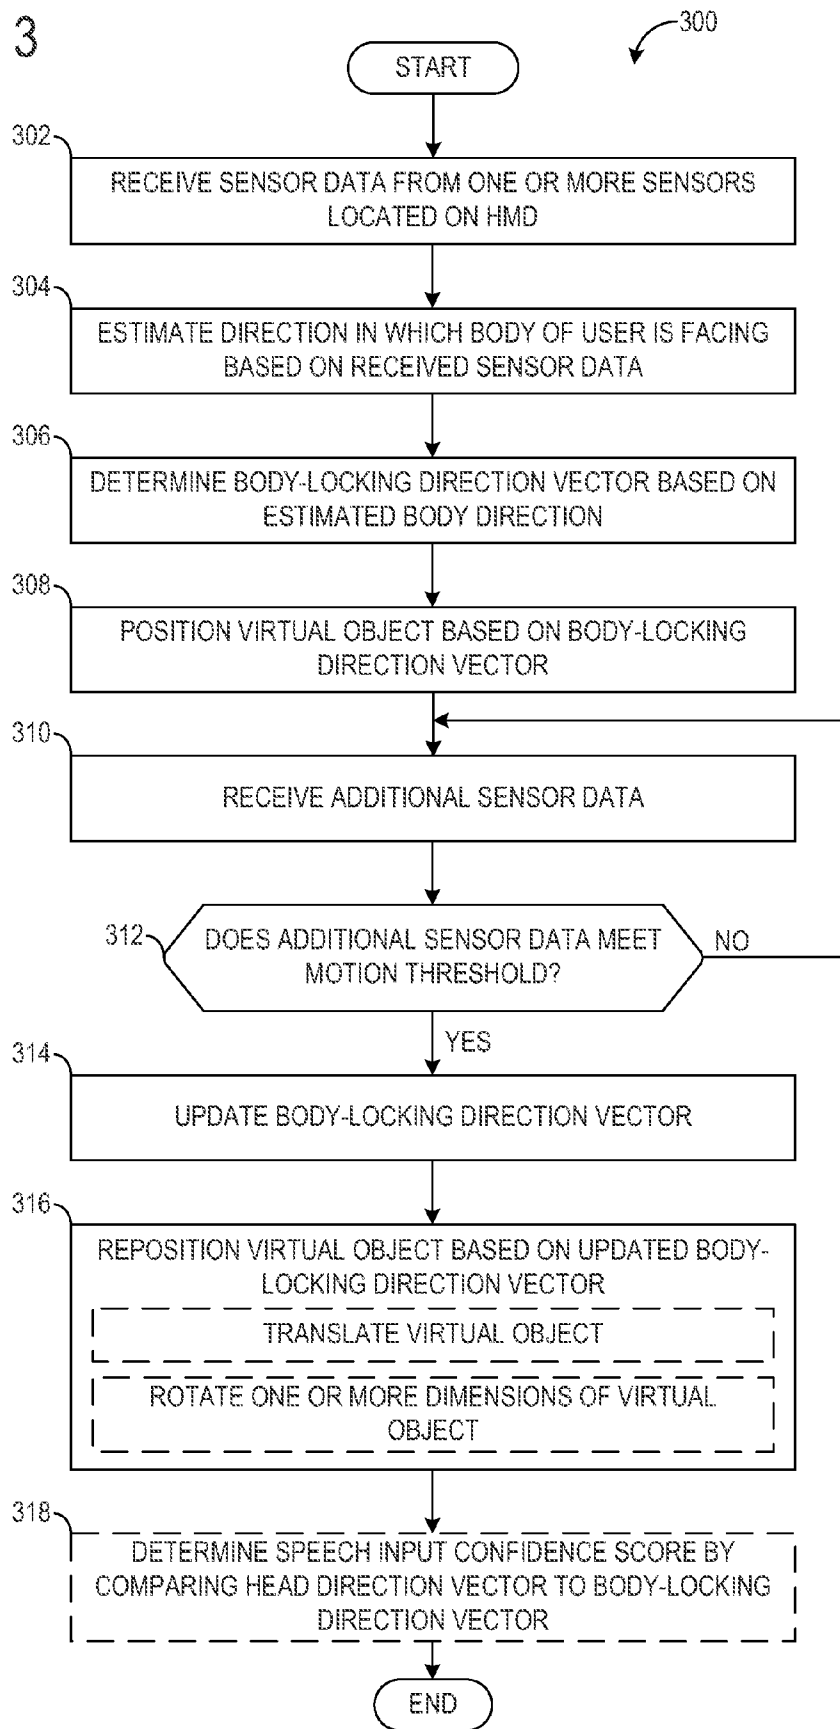 3
300
START
302
RECEIVE SENSOR DATA FROM ONE OR MORE SENSORS
LOCATED ON HMD
304
ESTIMATE DIRECTION IN WHICH BODY OF USER IS FACING
BASED ON RECEIVED SENSOR DATA
306
DETERMINE BODY-LOCKING DIRECTION VECTOR BASED ON
ESTIMATED BODY DIRECTION
308
POSITION VIRTUAL OBJECT BASED ON BODY-LOCKING
DIRECTION VECTOR
310
RECEIVE ADDITIONAL SENSOR DATA
312
DOES ADDITIONAL SENSOR DATA MEET
MOTION THRESHOLD?
NO
YES
314
UPDATE BODY-LOCKING DIRECTION VECTOR
316
REPOSITION VIRTUAL OBJECT BASED ON UPDATED BODY-
LOCKING DIRECTION VECTOR
TRANSLATE VIRTUAL OBJECT
ROTATE ONE OR MORE DIMENSIONS OF VIRTUAL
OBJECT
318
DETERMINE SPEECH INPUT CONFIDENCE SCORE BY
COMPARING HEAD DIRECTION VECTOR TO BODY-LOCKING
DIRECTION VECTOR
END